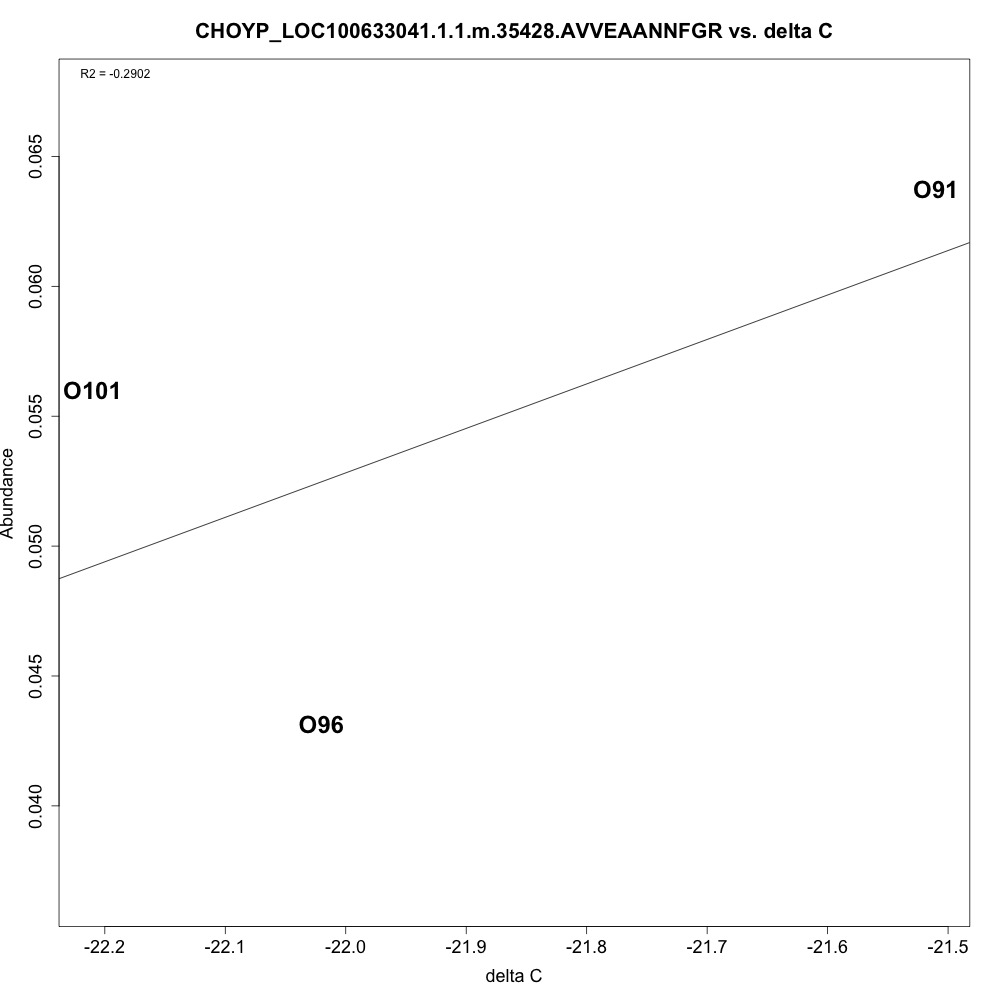 CHOYP_LOC100633041.1.1.m.35428.AVVEAANNFGR vs. delta C
R2 = -0.2902
0.065
O91
0.060
O101
0.055
Abundance
0.050
0.045
O96
0.040
-22.2 -22.1 -22.0 -21.9 -21.8 -21.7 -21.6 -21.5
delta C